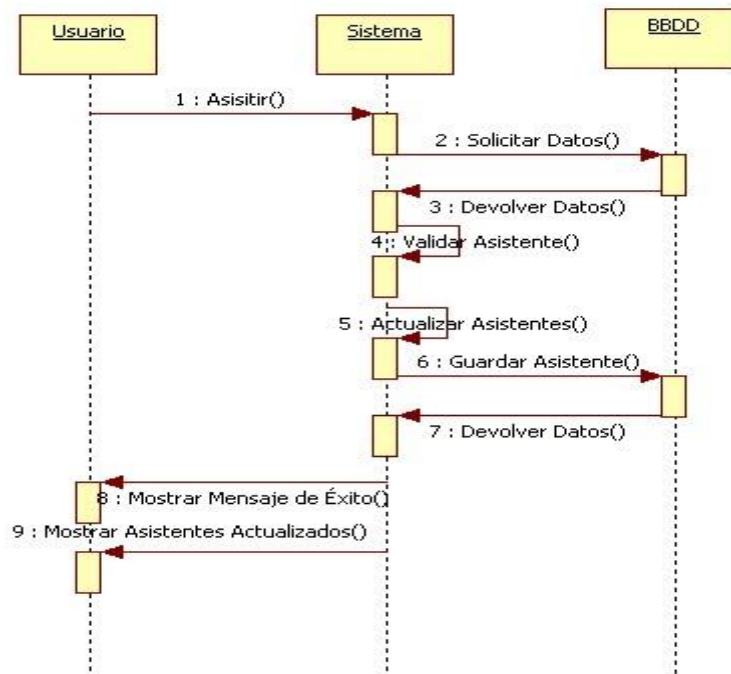 Usuario
Sistema
BBDD
1 : Asisitir()
2 : Solicitar Datos()
3 : Devolver Datos()
4 : Validar Asistente()
5 : Actualizar Asistentes()
6 : Guardar Asistente()
7 : Devolver Datos()
8 : Mostrar Mensaje de Éxito()
9 : Mostrar Asistentes Actualizados()